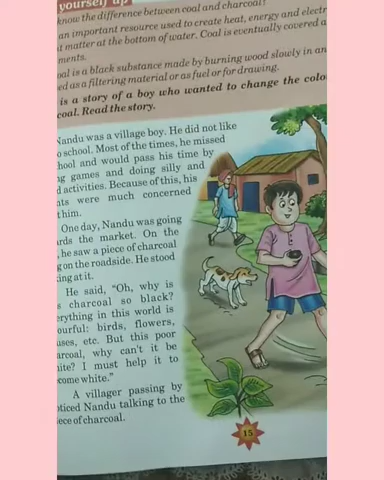 yourself up
know the difference between coal and charcoal?
an important resource used to create heat, energy and electr
matter at the bottom of water. Coal is eventually covered
ments.
oal is a black substance made by burning wood slowly in an
ed as a filtering material or as fuel or for drawing.
is a story of a boy who wanted to change the colo
coal. Read the story.
Nandu was a village boy. He did not like
o school. Most of the times, he missed
hool and would pass his time by
ng games and doing silly and
d activities. Because of this, his
nts were much concerned
t him.
One day, Nandu was going
rds the market. On the
, he saw a piece of charcoal
g on the roadside. He stood
king at it.
He said, “Oh, why is
s charcoal so black?
erything in this world is
ourful: birds, flowers,
uses, etc. But this poor
arcoal, why can't it be
ite? I must help it to
come white.”
A villager passing by
ticed Nandu talking to the
iece of charcoal.
15